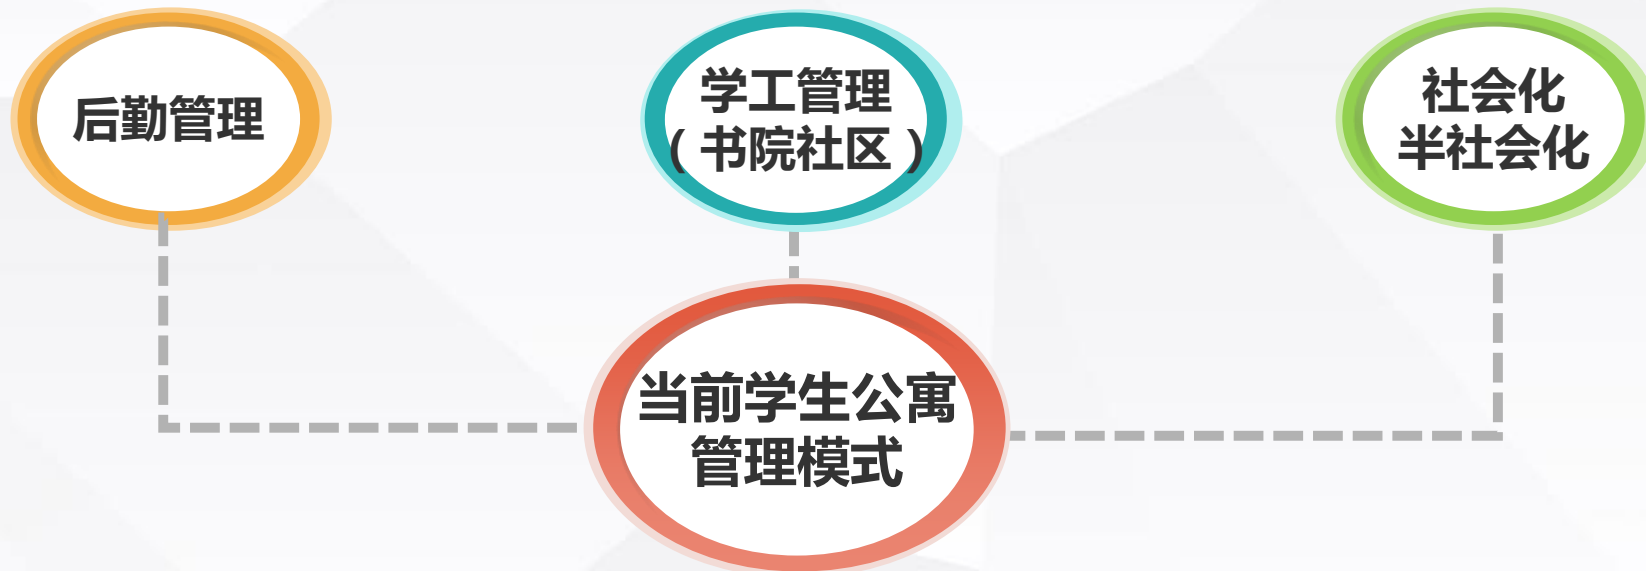 后勤管理
学工管理
（书院社区）
社会化
半社会化
当前学生公寓
管理模式